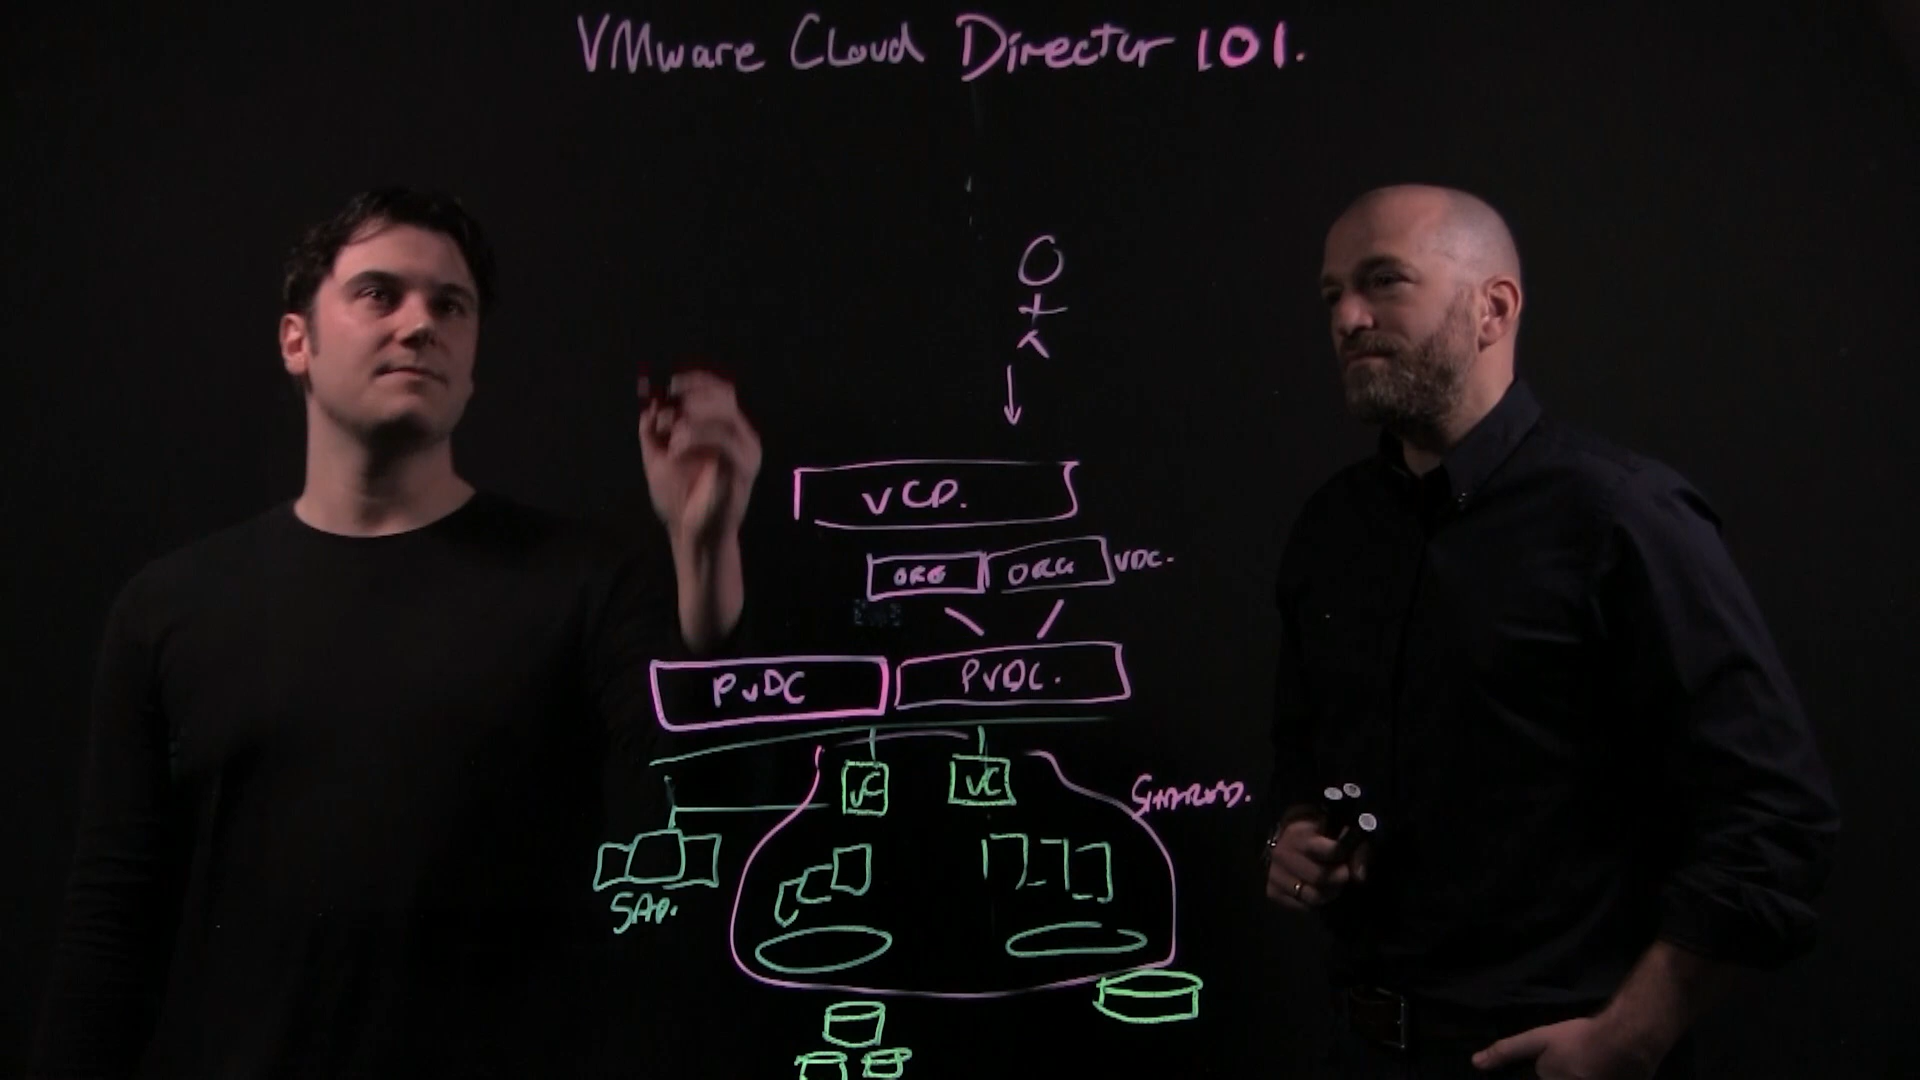 VMware Cloud Director 101.
VCD.
ORG ORG VDC.
PVDC PVDC.
VC VC
SHARED.
SAP.